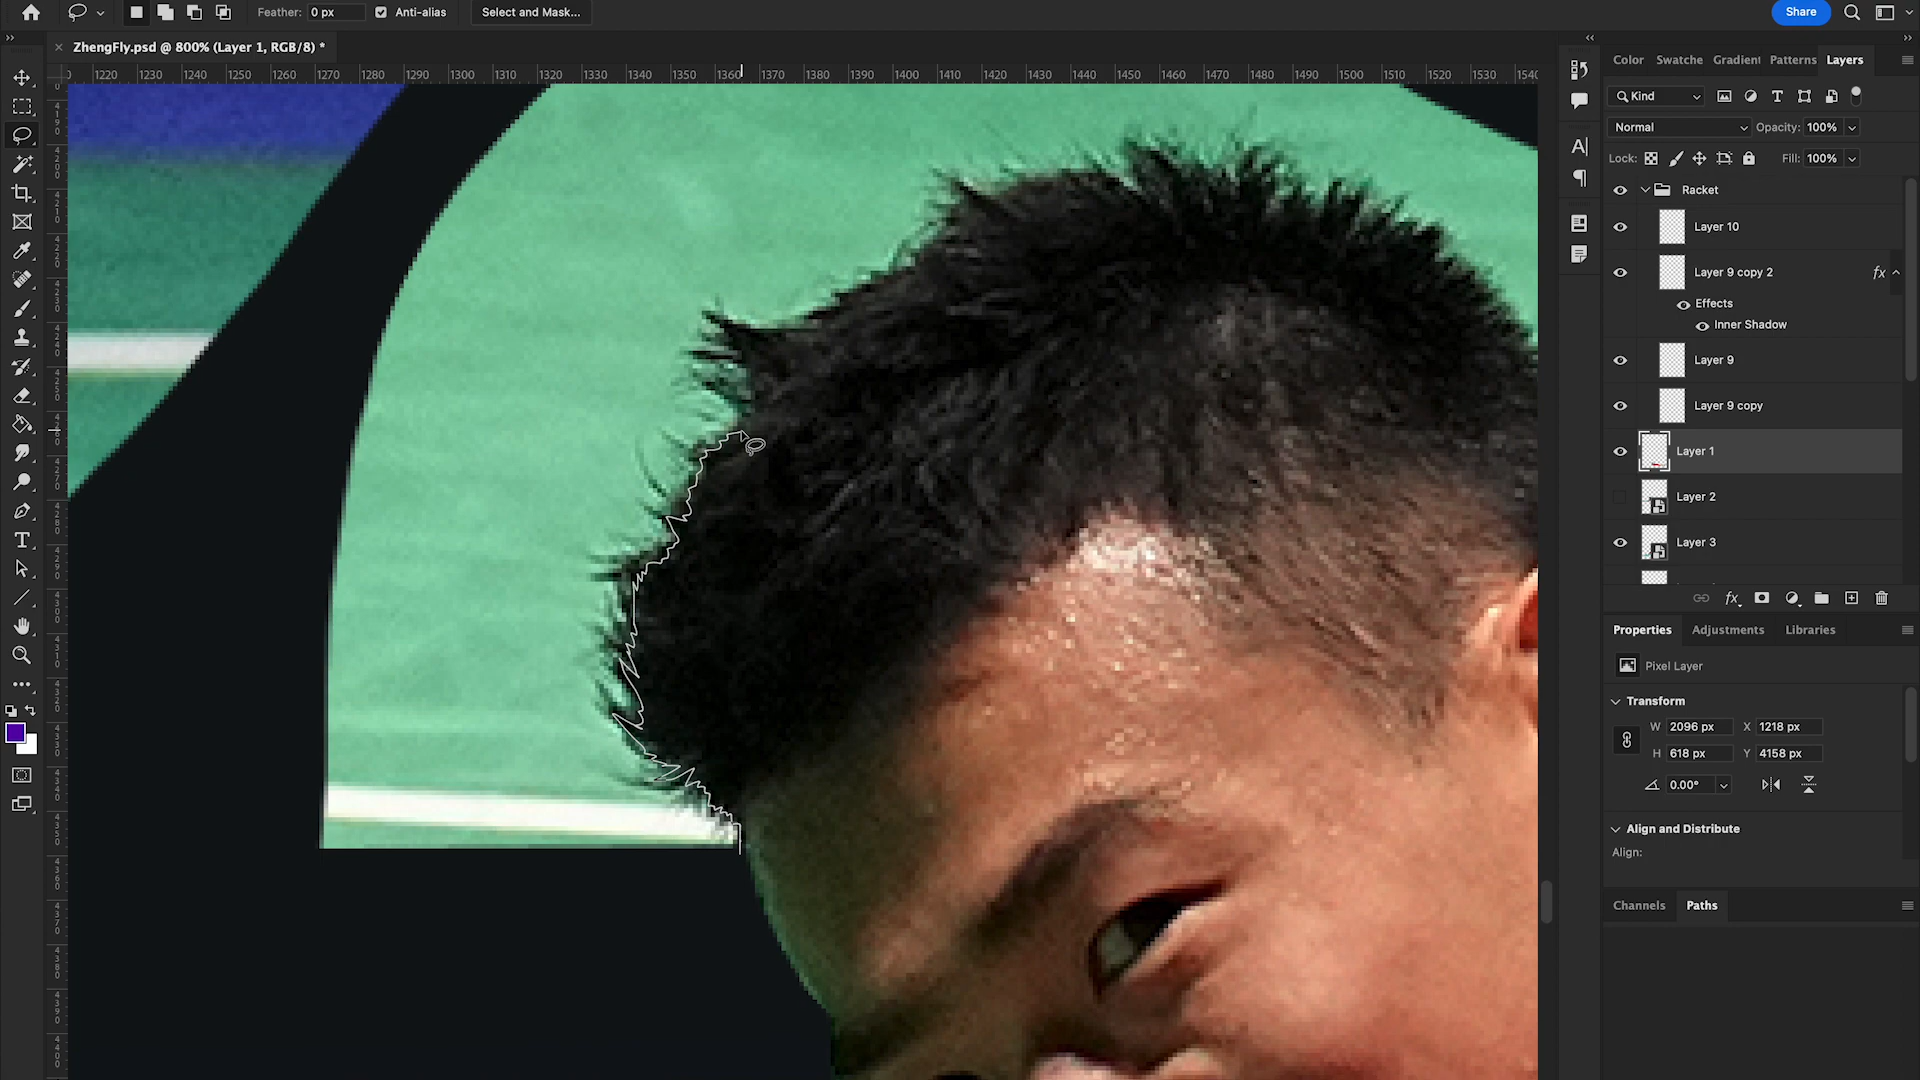 Feather: 0 px Anti-alias Select and Mask... Share
ZhengFly.psd @ 800% (Layer 1, RGB/8) *
1220 1230 1240 1250 1260 1270 1280 1290 1300 1310 1320 1330 1340 1350 1360 1370 1380 1390 1400 1410 1420 1430 1440 1450 1460 1470 1480 1490 1500 1510 1520 1530 1540
Color Swatche Gradient Patterns Layers
Kind
Normal Opacity: 100%
Lock: Fill: 100%
Racket
Layer 10
Layer 9 copy 2 fx
Effects
Inner Shadow
Layer 9
Layer 9 copy
Layer 1
Layer 2
Layer 3
fx
Properties Adjustments Libraries
Pixel Layer
Transform
W 2096 px X 1218 px
H 618 px Y 4158 px
0.00°
Align and Distribute
Align:
Channels Paths